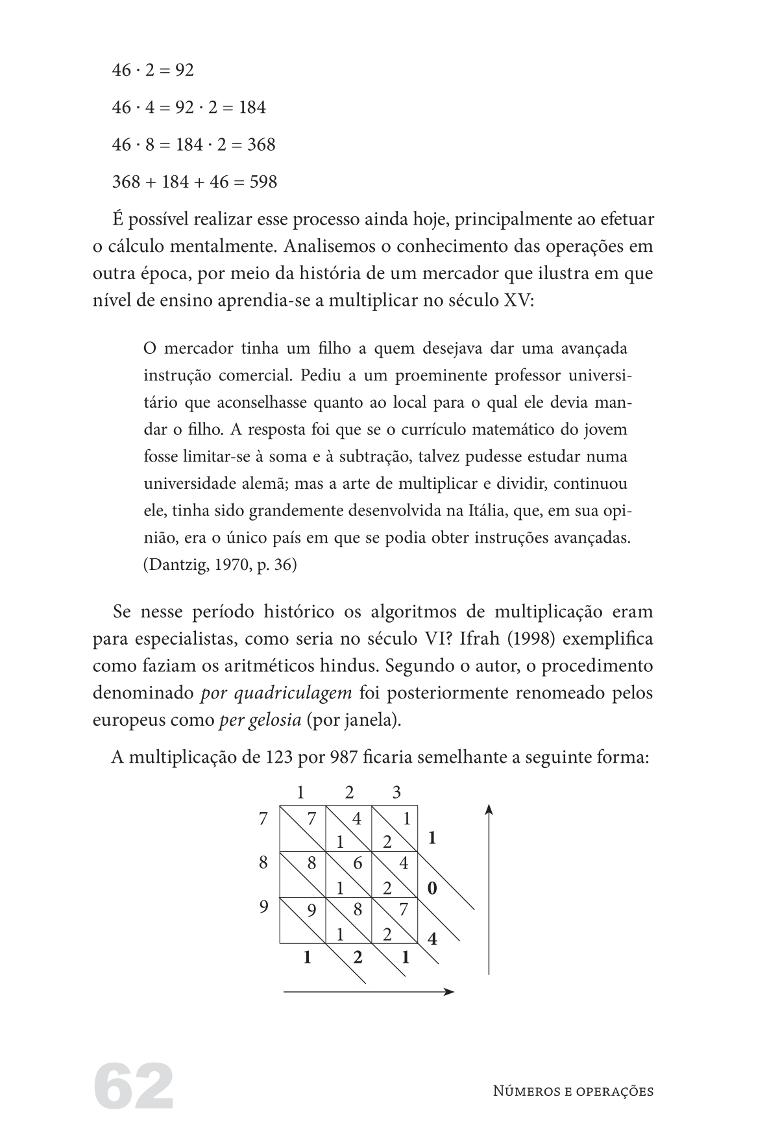 46 · 2 = 92
46 · 4 = 92 · 2 = 184
46 · 8 = 184 · 2 = 368
368 + 184 + 46 = 598
É possível realizar esse processo ainda hoje, principalmente ao efetuar
o cálculo mentalmente. Analisemos o conhecimento das operações em
outra época, por meio da história de um mercador que ilustra em que
nível de ensino aprendia-se a multiplicar no século XV:
O mercador tinha um filho a quem desejava dar uma avançada
instrução comercial. Pediu a um proeminente professor universi-
tário que aconselhasse quanto ao local para o qual ele devia man-
dar o filho. A resposta foi que se o currículo matemático do jovem
fosse limitar-se à soma e à subtração, talvez pudesse estudar numa
universidade alemã; mas a arte de multiplicar e dividir, continuou
ele, tinha sido grandemente desenvolvida na Itália, que, em sua opi-
nião, era o único país em que se podia obter instruções avançadas.
(Dantzig, 1970, p. 36)
Se nesse período histórico os algoritmos de multiplicação eram
para especialistas, como seria no século VI? Ifrah (1998) exemplifica
como faziam os aritméticos hindus. Segundo o autor, o procedimento
denominado por quadriculagem foi posteriormente renomeado pelos
europeus como per gelosia (por janela).
A multiplicação de 123 por 987 ficaria semelhante a seguinte forma:
1 2 3
7 7 4 1
1 2 1
8 8 6 4
1 2 0
9 9 8 7
1 2 4
1 2 1
62 Números e operações